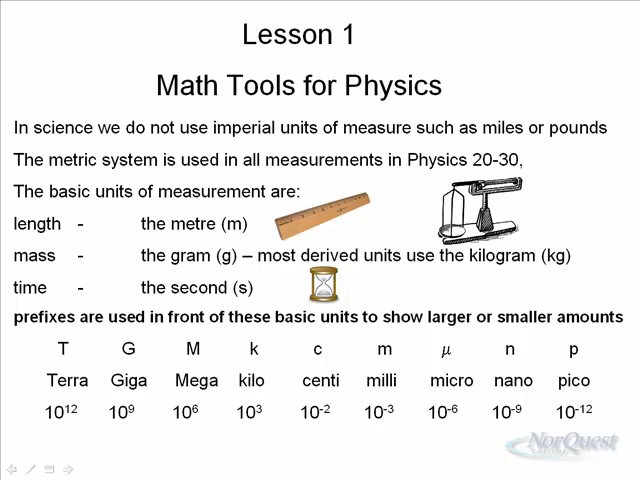 Lesson 1
Math Tools for Physics
In science we do not use imperial units of measure such as miles or pounds
The metric system is used in all measurements in Physics 20-30,
The basic units of measurement are:
length - the metre (m)
mass - the gram (g) – most derived units use the kilogram (kg)
time - the second (s)
prefixes are used in front of these basic units to show larger or smaller amounts
T G M k c m μ n p
Terra Giga Mega kilo centi milli micro nano pico
10¹² 10⁹ 10⁶ 10³ 10⁻² 10⁻³ 10⁻⁶ 10⁻⁹ 10⁻¹²
NorQuest
COLLEGE